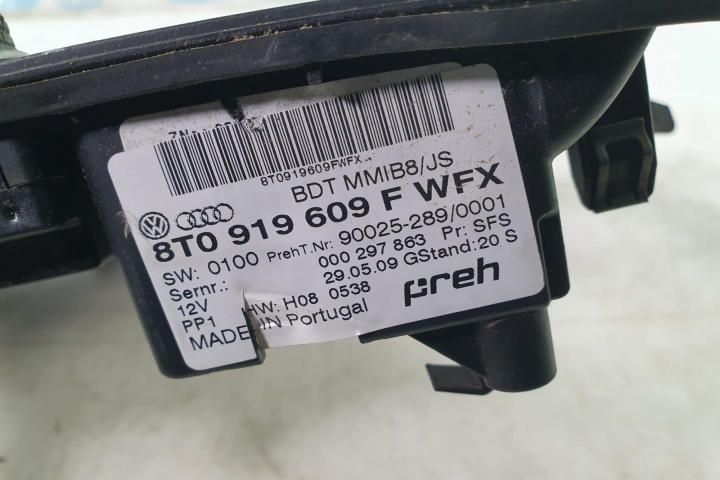 8T0919609FWFX
BDT MMIB8/JS
8T0 919 609 F WFX
SW: 0100 PrehT.Nr: 90025-289/0001
Sernr.: 000 297 863 Pr: SFS
12V 29.05.09 GStand: 20 S
PP1 HW: H08 0538
MADE IN Portugal
preh